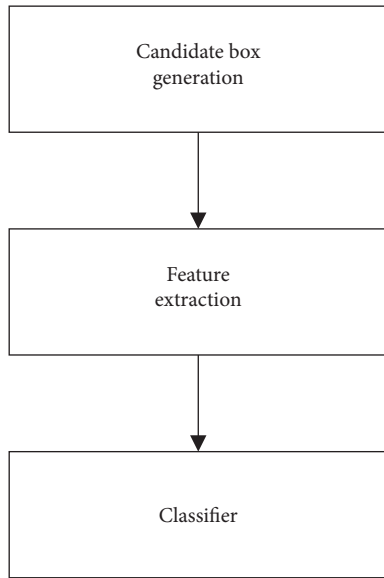 Candidate box
generation
Feature
extraction
Classifier